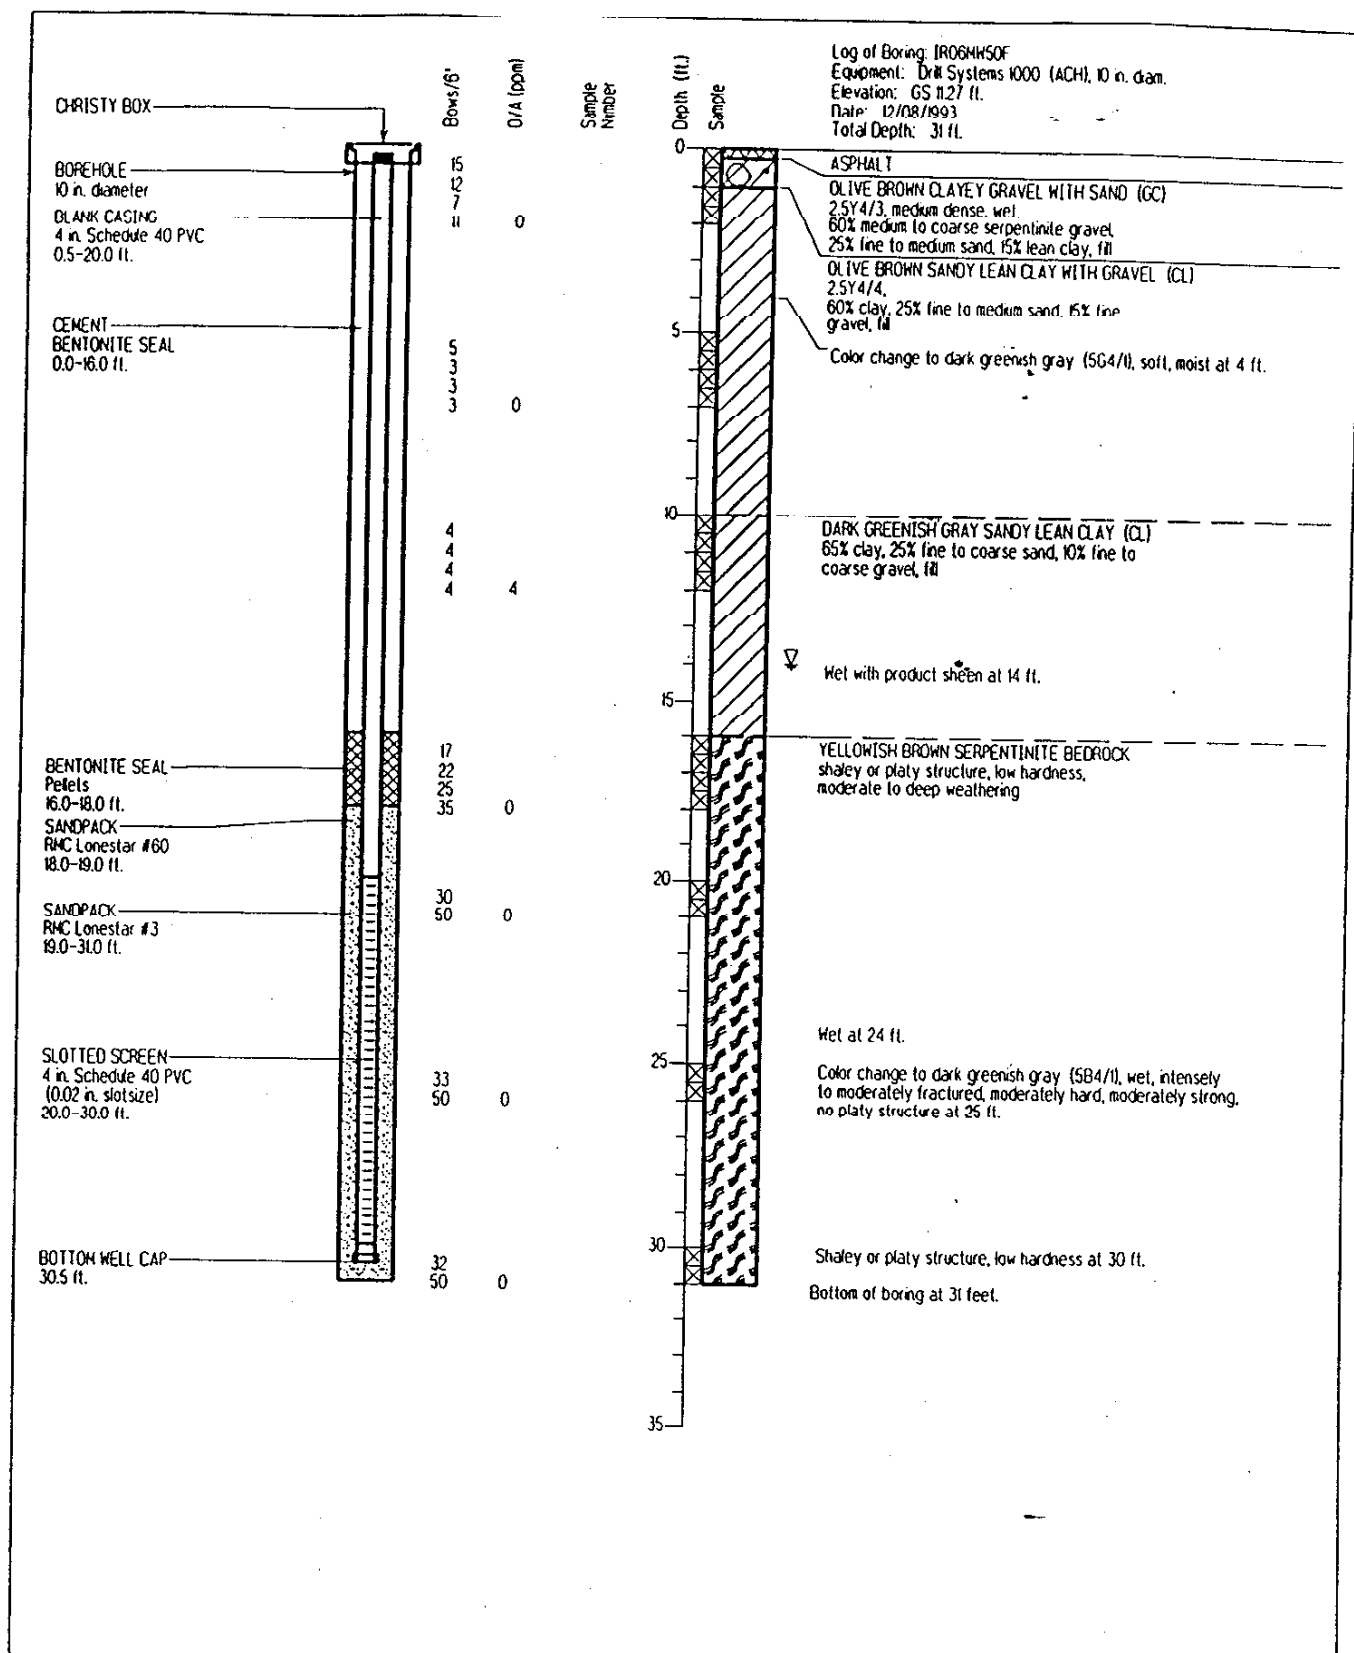 Log of Boring: IR06MW50F
Equipment: Drill Systems 1000 (ACH), 10 in. diam.
Elevation: GS 11.27 ft.
Date: 12/08/1993
Total Depth: 31 ft.
Blows/6"
O/A (ppm)
Sample Number
Depth (ft.)
Sample
CHRISTY BOX
BOREHOLE
10 in. diameter
BLANK CASING
4 in. Schedule 40 PVC
0.5-20.0 ft.
CEMENT
BENTONITE SEAL
0.0-16.0 ft.
BENTONITE SEAL
Pellets
16.0-18.0 ft.
SANDPACK
RMC Lonestar #60
18.0-19.0 ft.
SANDPACK
RMC Lonestar #3
19.0-31.0 ft.
SLOTTED SCREEN
4 in. Schedule 40 PVC
(0.02 in. slotsize)
20.0-30.0 ft.
BOTTOM WELL CAP
30.5 ft.
15
12
7
11 0
5
3
3
3 0
4
4
4
4 4
17
22
25
35 0
30
50 0
33
50 0
32
50 0
0
5
10
15
20
25
30
35
ASPHALT
OLIVE BROWN CLAYEY GRAVEL WITH SAND (GC)
2.5Y4/3, medium dense, wet,
60% medium to coarse serpentinite gravel,
25% fine to medium sand, 15% lean clay, fill
OLIVE BROWN SANDY LEAN CLAY WITH GRAVEL (CL)
2.5Y4/4,
60% clay, 25% fine to medium sand, 15% fine
gravel, fill
Color change to dark greenish gray (5G4/1), soft, moist at 4 ft.
DARK GREENISH GRAY SANDY LEAN CLAY (CL)
65% clay, 25% fine to coarse sand, 10% fine to
coarse gravel, fill
Wet with product sheen at 14 ft.
YELLOWISH BROWN SERPENTINITE BEDROCK
shaley or platy structure, low hardness,
moderate to deep weathering
Wet at 24 ft.
Color change to dark greenish gray (5B4/1), wet, intensely
to moderately fractured, moderately hard, moderately strong,
no platy structure at 25 ft.
Shaley or platy structure, low hardness at 30 ft.
Bottom of boring at 31 feet.